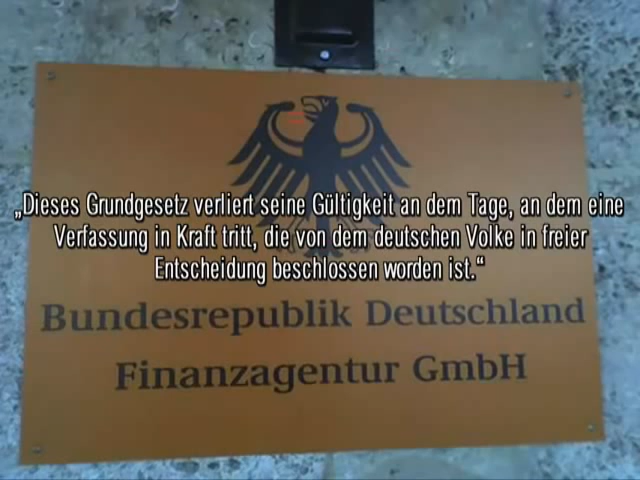 „Dieses Grundgesetz verliert seine Gültigkeit an dem Tage, an dem eine
Verfassung in Kraft tritt, die von dem deutschen Volke in freier
Entscheidung beschlossen worden ist.“
Bundesrepublik Deutschland
Finanzagentur GmbH